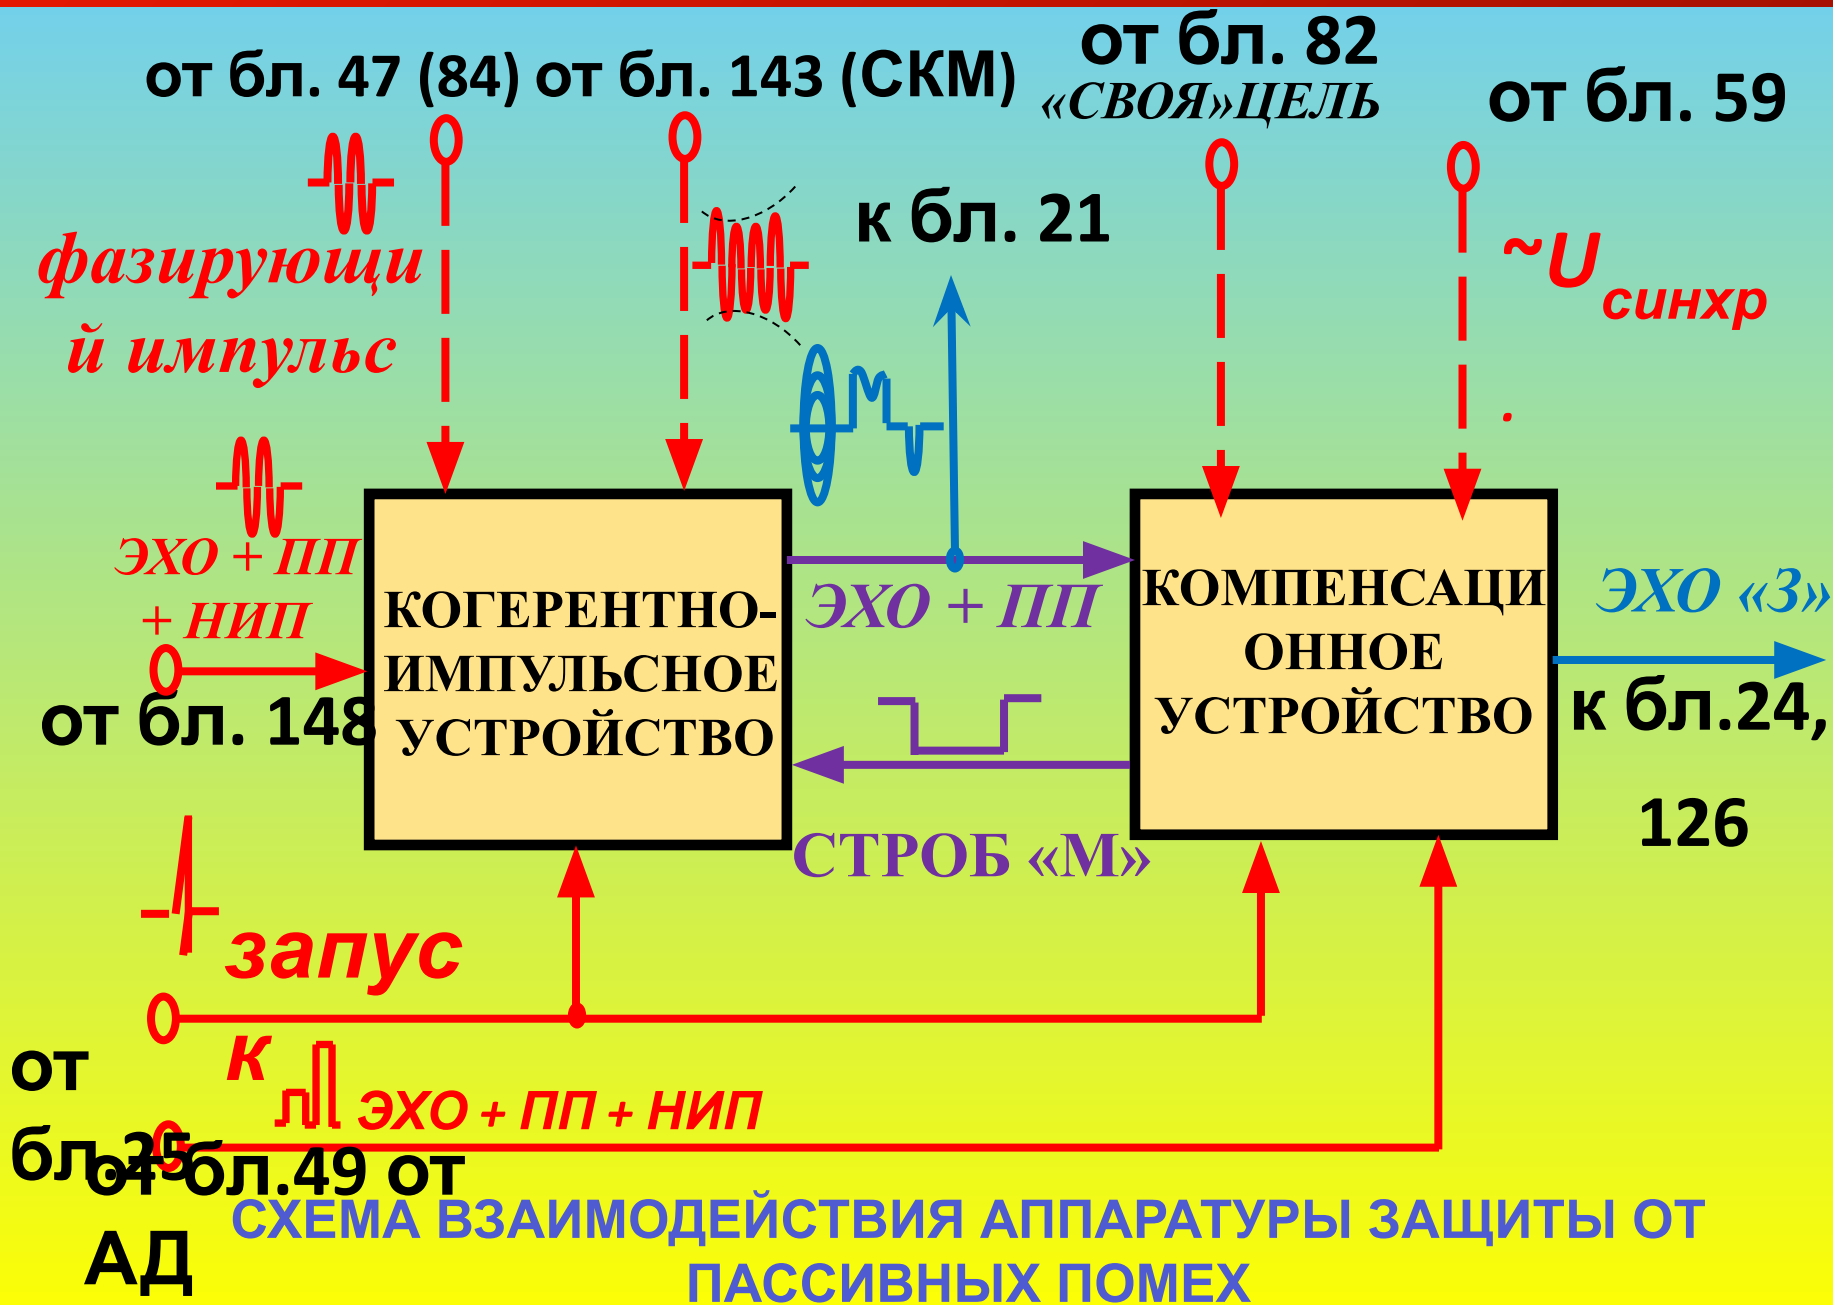 от бл. 47 (84) от бл. 143 (СКМ)
от бл. 82
«СВОЯ»ЦЕЛЬ
от бл. 59
к бл. 21
фазирующи
й импульс
~U синхр
.
ЭХО + ПП
+ НИП
от бл. 148
КОГЕРЕНТНО-
ИМПУЛЬСНОЕ
УСТРОЙСТВО
ЭХО + ПП
СТРОБ «М»
КОМПЕНСАЦИ
ОННОЕ
УСТРОЙСТВО
ЭХО «З»
к бл.24,
126
запус
к
от
бл.25
ЭХО + ПП + НИП
от бл.49 от
АД
СХЕМА ВЗАИМОДЕЙСТВИЯ АППАРАТУРЫ ЗАЩИТЫ ОТ
ПАССИВНЫХ ПОМЕХ